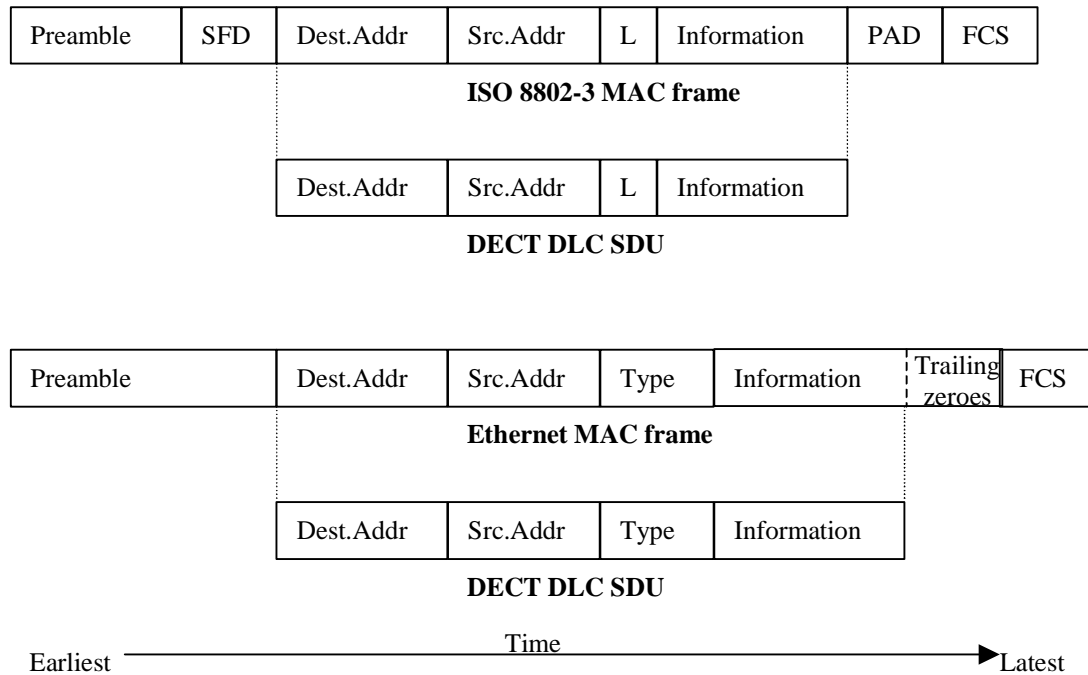 Preamble SFD Dest.Addr Src.Addr L Information PAD FCS
ISO 8802-3 MAC frame
Dest.Addr Src.Addr L Information
DECT DLC SDU
Preamble Dest.Addr Src.Addr Type Information Trailing zeroes FCS
Ethernet MAC frame
Dest.Addr Src.Addr Type Information
DECT DLC SDU
Time
Earliest Latest